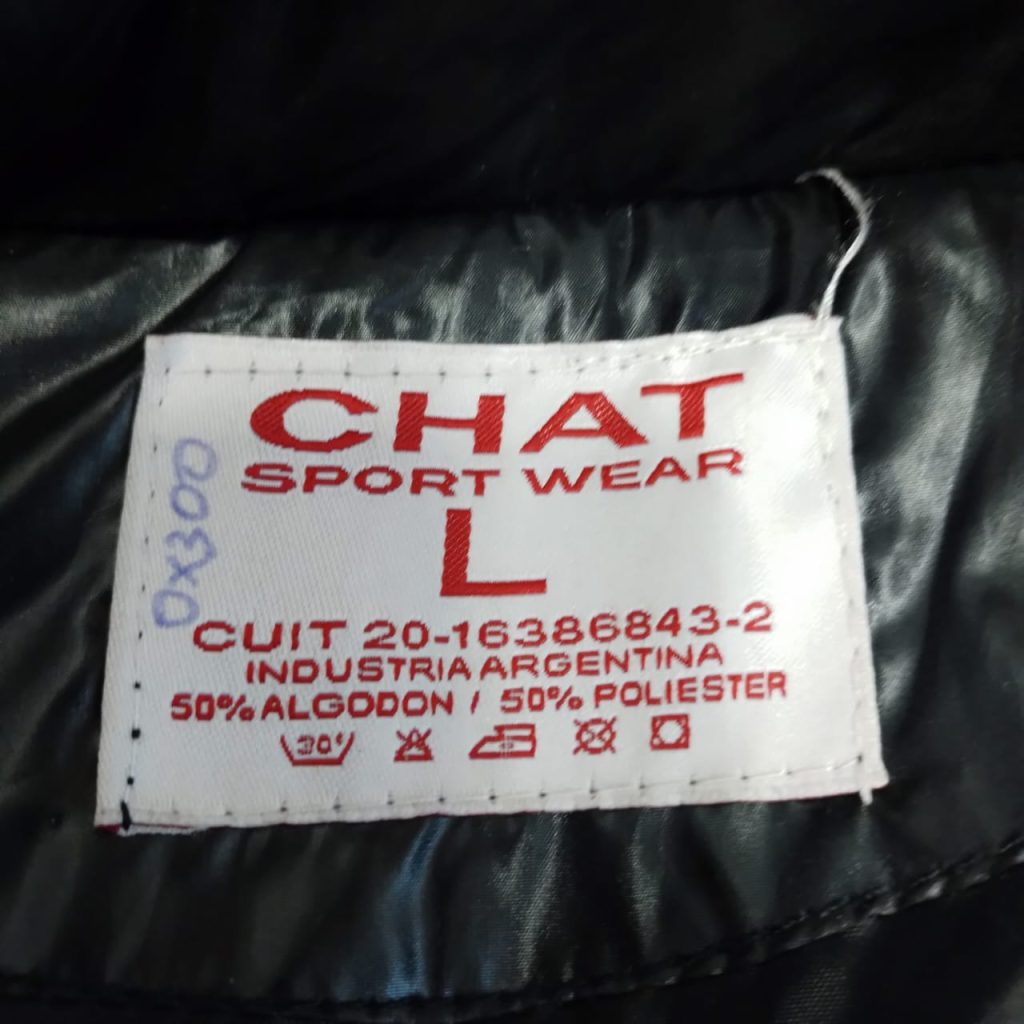 CHAT
SPORT WEAR
L
CUIT 20-16386843-2
INDUSTRIA ARGENTINA
50% ALGODON / 50% POLIESTER
30°
0x300